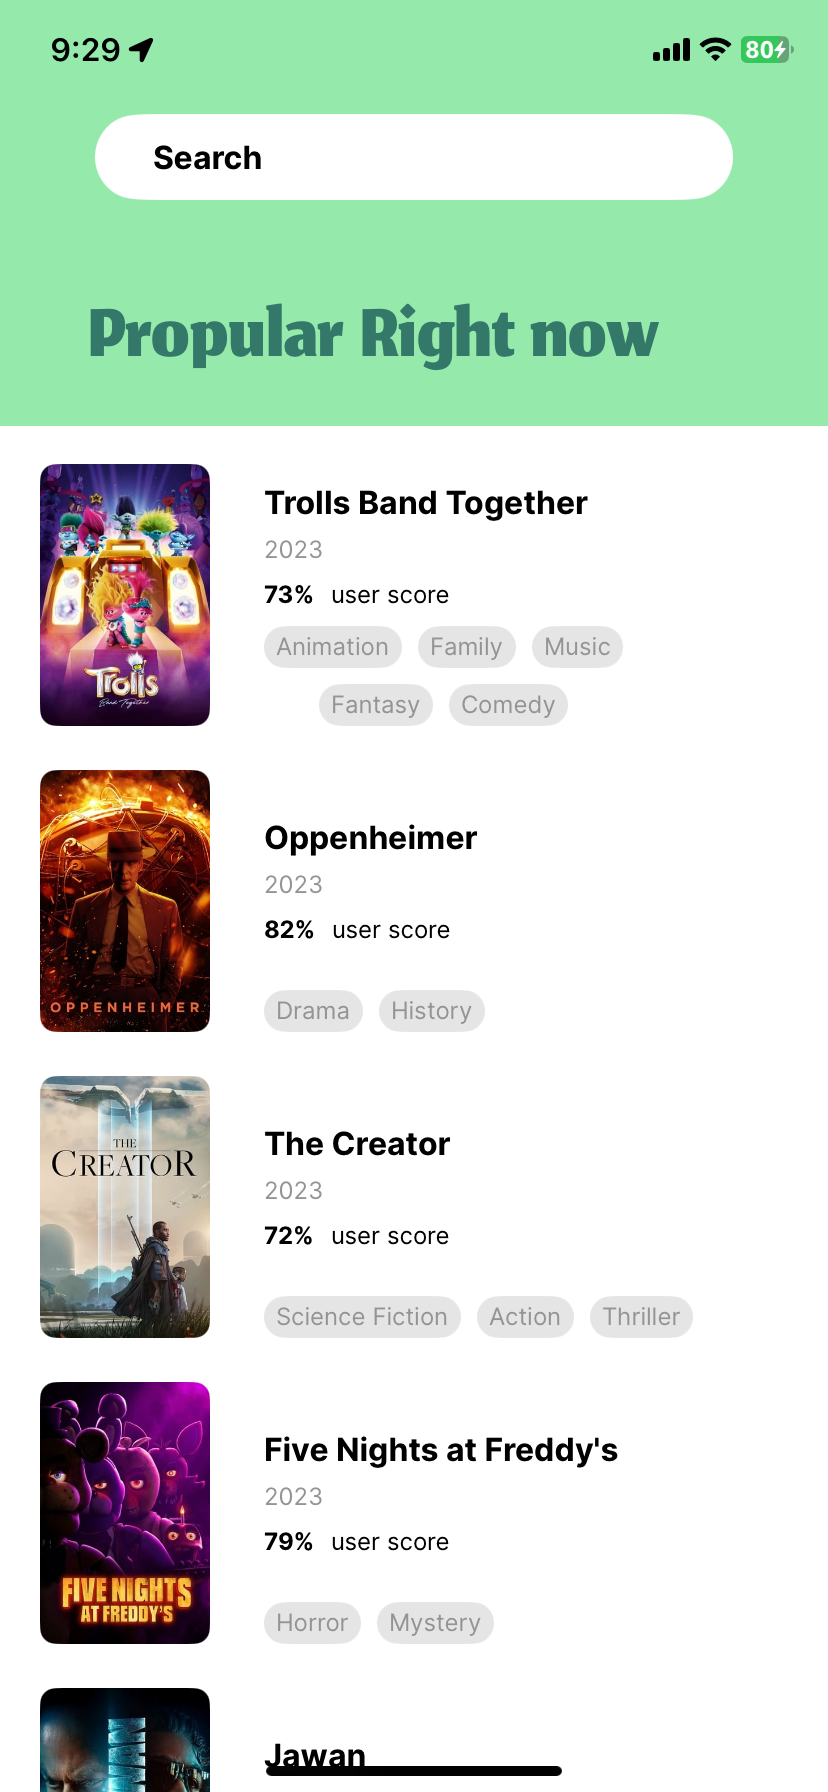 9:29
80
Search
Propular Right now
Trolls
Band Together
Trolls Band Together
2023
73% user score
Animation Family Music
Fantasy Comedy
OPPENHEIMER
Oppenheimer
2023
82% user score
Drama History
THE
CREATOR
The Creator
2023
72% user score
Science Fiction Action Thriller
FIVE NIGHTS
AT FREDDY'S
Five Nights at Freddy's
2023
79% user score
Horror Mystery
Jawan